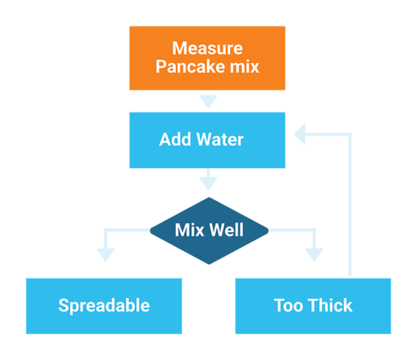 Measure
Pancake mix
Add Water
Mix Well
Spreadable
Too Thick